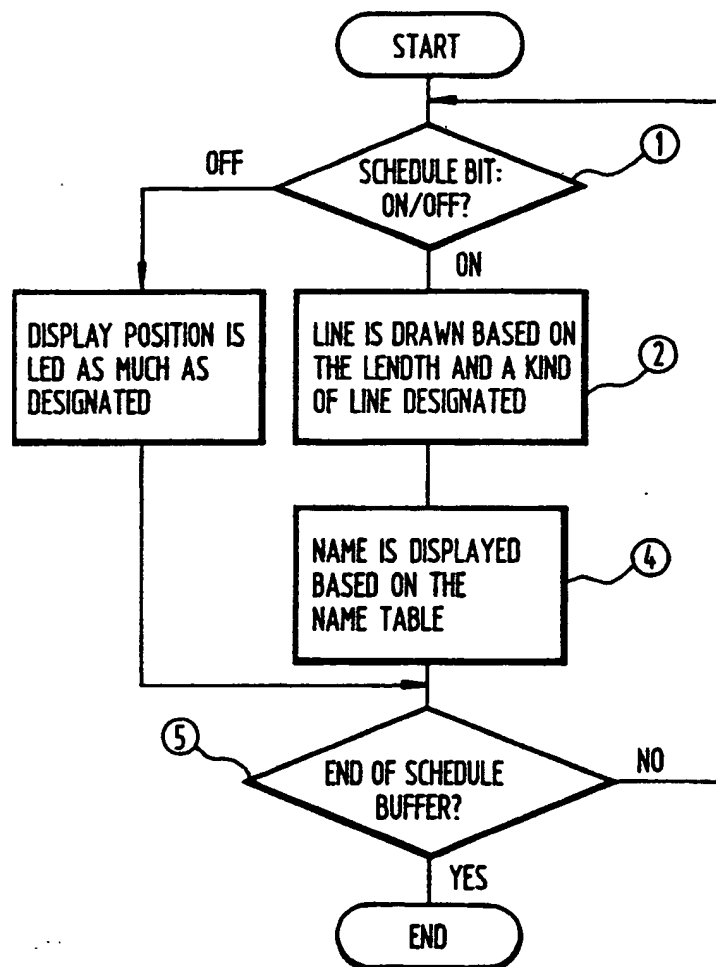 START
①
OFF
SCHEDULE BIT:
ON/OFF?
ON
DISPLAY POSITION IS
LED AS MUCH AS
DESIGNATED
LINE IS DRAWN BASED ON
THE LENDTH AND A KIND
OF LINE DESIGNATED
②
NAME IS DISPLAYED
BASED ON THE
NAME TABLE
④
⑤
END OF SCHEDULE
BUFFER?
NO
YES
END